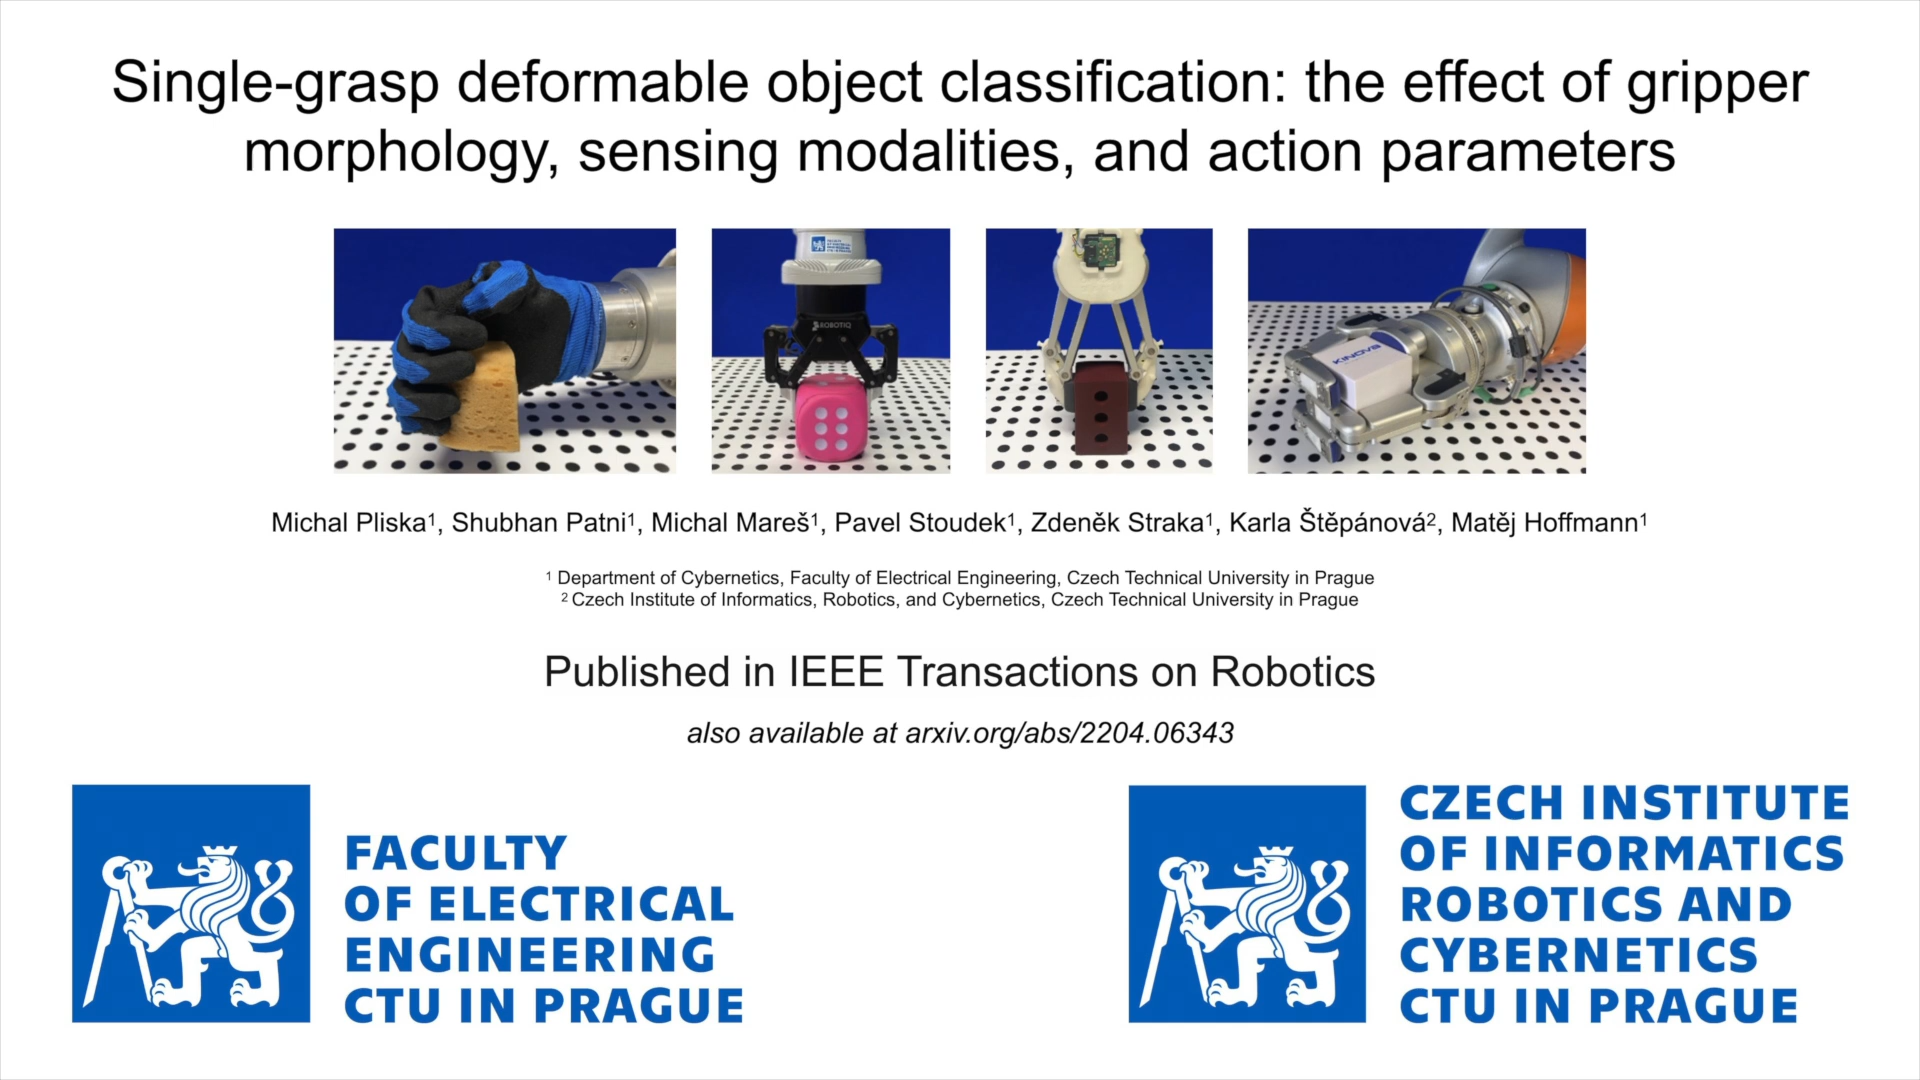 Single-grasp deformable object classification: the effect of gripper
morphology, sensing modalities, and action parameters
ROBOTIQ
KINOVA
Michal Pliska¹, Shubhan Patni¹, Michal Mareš¹, Pavel Stoudek¹, Zdeněk Straka¹, Karla Štěpánová², Matěj Hoffmann¹
¹ Department of Cybernetics, Faculty of Electrical Engineering, Czech Technical University in Prague
² Czech Institute of Informatics, Robotics, and Cybernetics, Czech Technical University in Prague
Published in IEEE Transactions on Robotics
also available at arxiv.org/abs/2204.06343
FACULTY
OF ELECTRICAL
ENGINEERING
CTU IN PRAGUE
CZECH INSTITUTE
OF INFORMATICS
ROBOTICS AND
CYBERNETICS
CTU IN PRAGUE